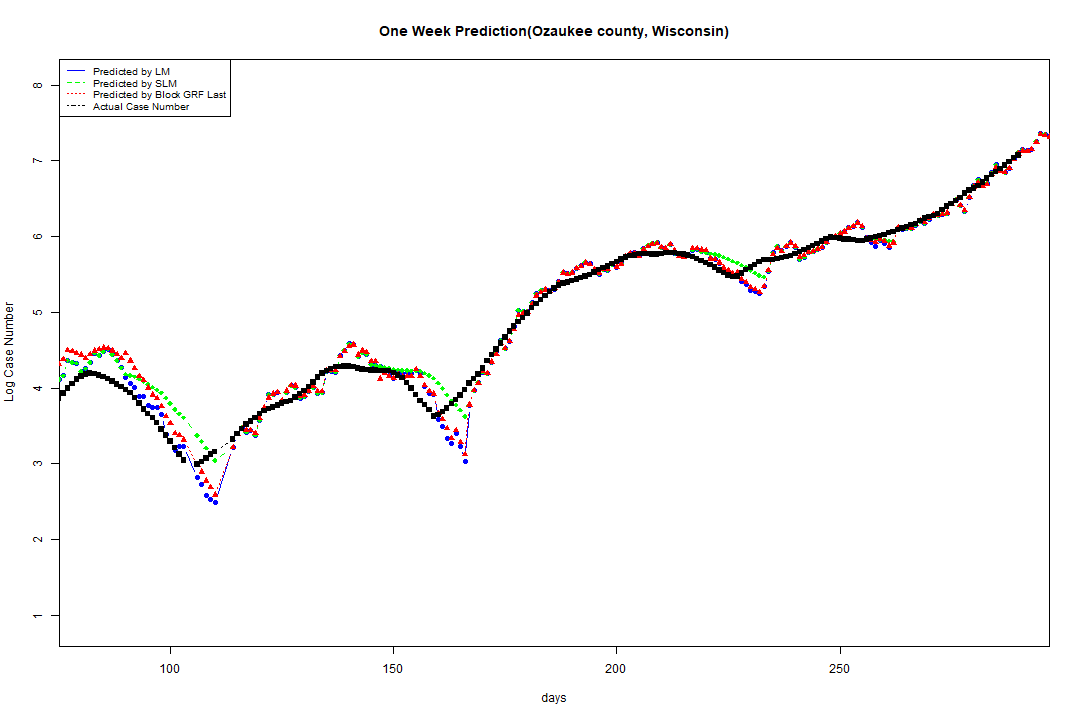 One Week Prediction(Ozaukee county, Wisconsin)
Predicted by LM
Predicted by SLM
Predicted by Block GRF Last
Actual Case Number
8
7
6
5
4
3
2
1
Log Case Number
100 150 200 250
days